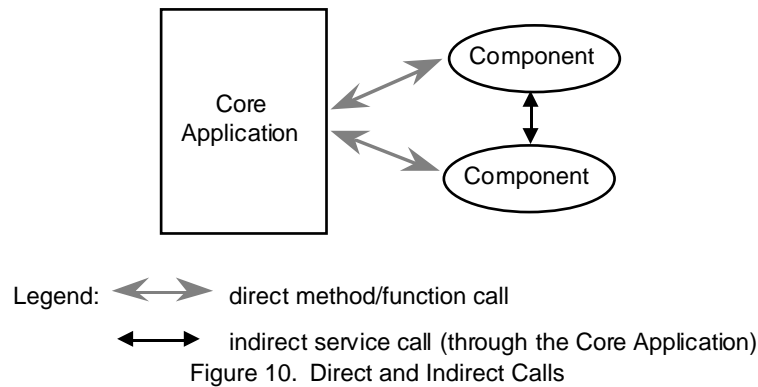 Component
Core
Application
Component
Legend:
direct method/function call
indirect service call (through the Core Application)
Figure 10. Direct and Indirect Calls